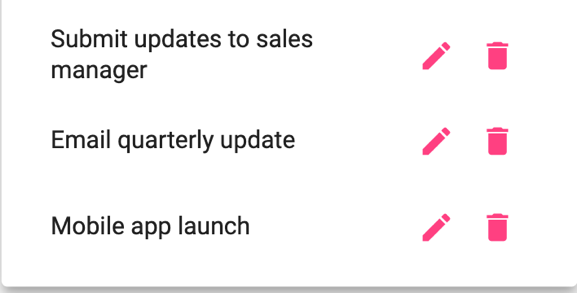 Submit updates to sales
manager
Email quarterly update
Mobile app launch